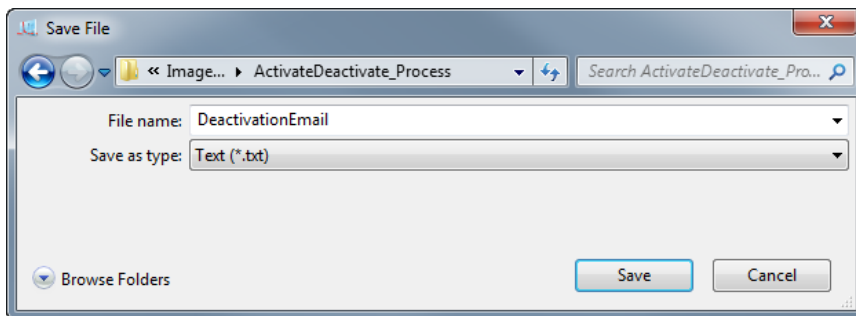 Save File
« Image... ▸ ActivateDeactivate_Process
Search ActivateDeactivate_Pro...
File name: DeactivationEmail
Save as type: Text (*.txt)
Browse Folders
Save
Cancel